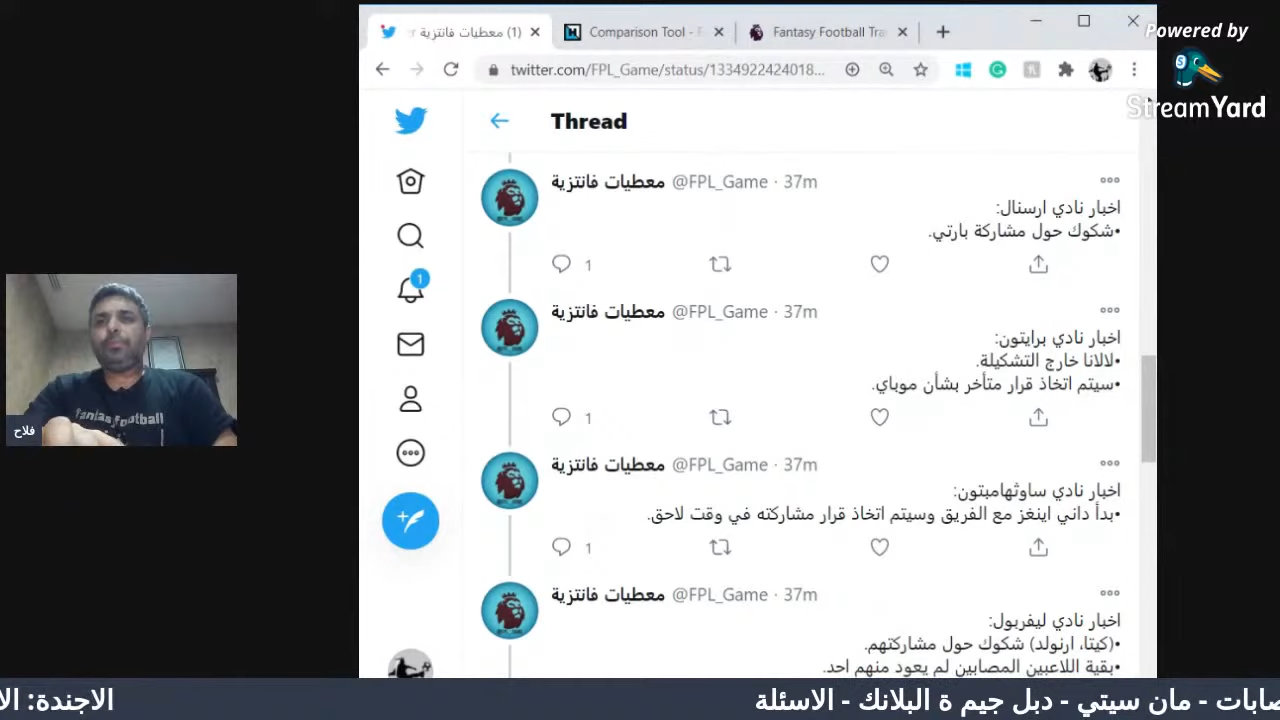 معطيات فانتزية (1)
Comparison Tool - F
Fantasy Football Tra
Powered by
twitter.com/FPL_Game/status/1334922424018...
StreamYard
Thread
معطيات فانتزية @FPL_Game · 37m
اخبار نادي ارسنال:
•شكوك حول مشاركة بارتي.
1
معطيات فانتزية @FPL_Game · 37m
اخبار نادي برايتون:
•لالانا خارج التشكيلة.
•سيتم اتخاذ قرار متأخر بشأن موباي.
1
معطيات فانتزية @FPL_Game · 37m
اخبار نادي ساوثهامبتون:
•بدأ داني اينغز مع الفريق وسيتم اتخاذ قرار مشاركته في وقت لاحق.
1
معطيات فانتزية @FPL_Game · 37m
اخبار نادي ليفربول:
•(كيتا، ارنولد) شكوك حول مشاركتهم.
•بقية اللاعبين المصابين لم يعود منهم احد.
1
fantasy football
فلاح
صابات - مان سيتي - دبل جيم ة البلانك - الاسئلة
الاجندة: الا